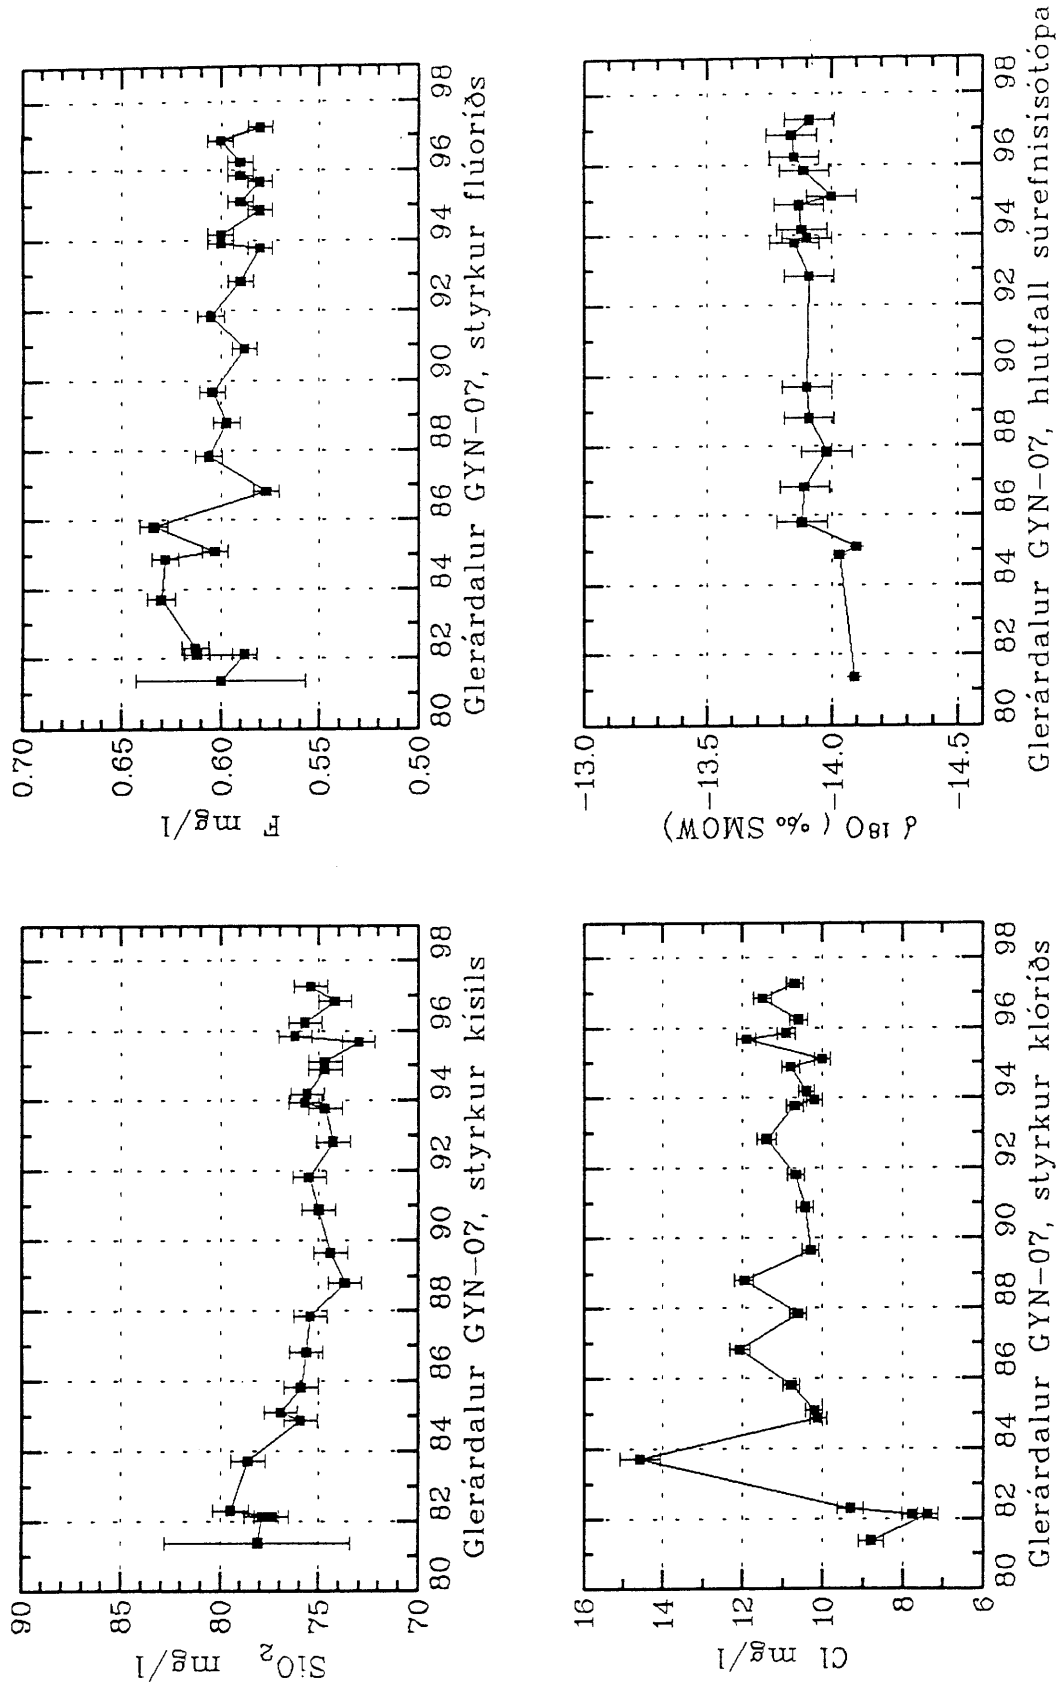 90
85
80
75
70
SiO₂
mg/l
80 82 84 86 88 90 92 94 96 98
Glerárdalur GYN-07, styrkur kísils
0.70
0.65
0.60
0.55
0.50
F mg/l
80 82 84 86 88 90 92 94 96 98
Glerárdalur GYN-07, styrkur flúoríðs
16
14
12
10
8
6
Cl mg/l
80 82 84 86 88 90 92 94 96 98
Glerárdalur GYN-07, styrkur klóríðs
-13.0
-13.5
-14.0
-14.5
δ ¹⁸O (‰ SMOW)
80 82 84 86 88 90 92 94 96 98
Glerárdalur GYN-07, hlutfall súrefnisisótópa